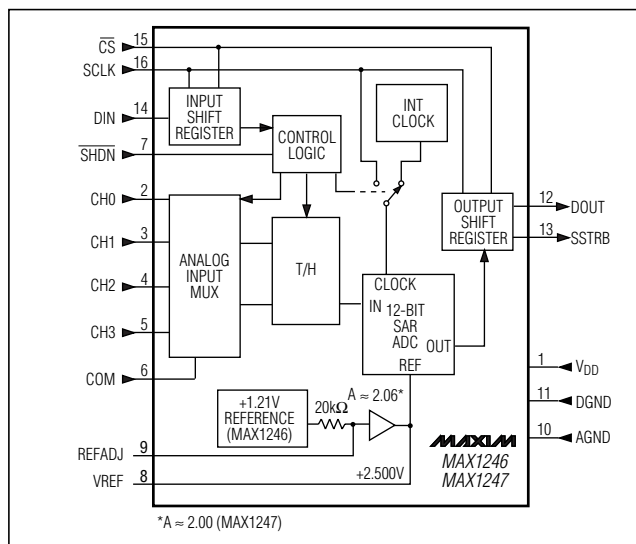 CS 15
SCLK 16
DIN 14
SHDN 7
CH0 2
CH1 3
CH2 4
CH3 5
COM 6
REFADJ 9
VREF 8
INPUT
SHIFT
REGISTER
CONTROL
LOGIC
INT
CLOCK
ANALOG
INPUT
MUX
T/H
OUTPUT
SHIFT
REGISTER
12 DOUT
13 SSTRB
CLOCK
IN 12-BIT
SAR
ADC OUT
REF
+1.21V
REFERENCE
(MAX1246)
20kΩ
A ≈ 2.06*
+2.500V
1 VDD
11 DGND
10 AGND
MAXIM
MAX1246
MAX1247
*A ≈ 2.00 (MAX1247)